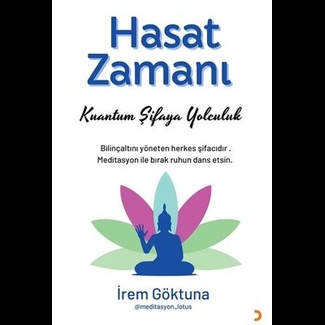 Hasat
Zamanı
Kuantum Şifaya Yolculuk
Bilinçaltını yöneten herkes şifacıdır .
Meditasyon ile bırak ruhun dans etsin.
İrem Göktuna
@meditasyon_lotus